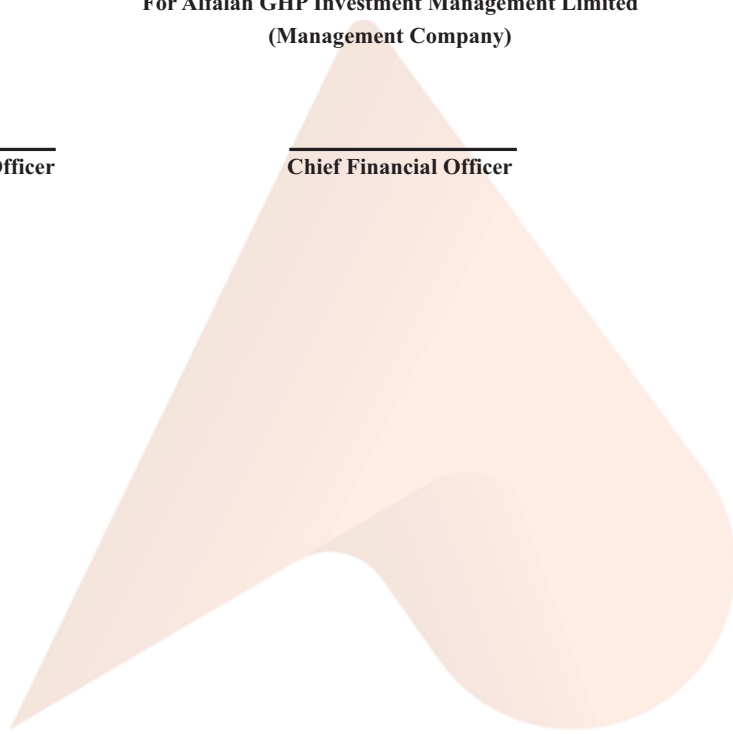 For Alfalah GHP Investment Management Limited
(Management Company)
Officer
Chief Financial Officer